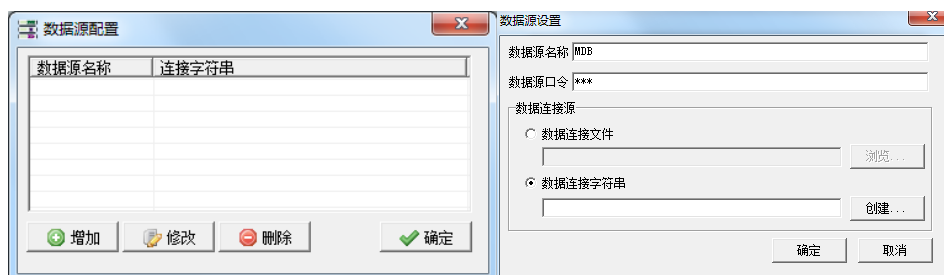 数据源配置
数据源名称 连接字符串
增加 修改 删除 确定
数据源设置
数据源名称 MDB
数据源口令 ***
数据连接源
数据连接文件
浏览...
数据连接字符串
创建...
确定 取消